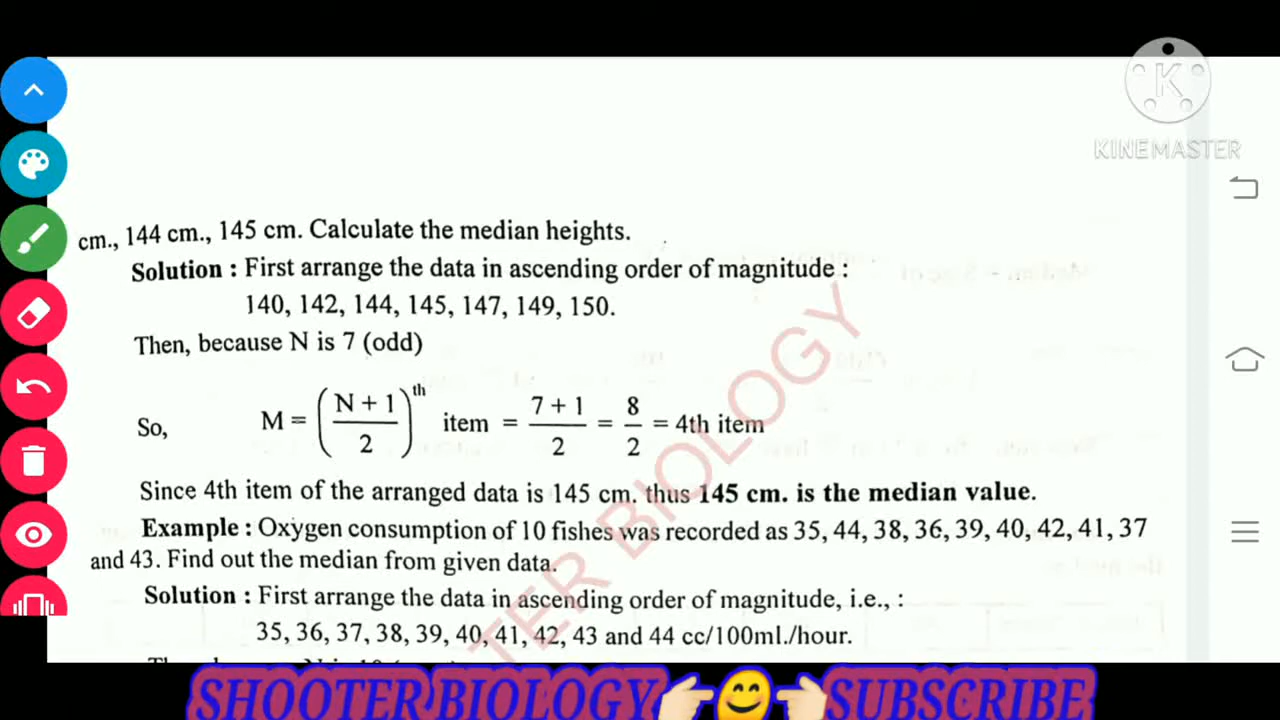 KINEMASTER
cm., 144 cm., 145 cm. Calculate the median heights.
Solution : First arrange the data in ascending order of magnitude :
140, 142, 144, 145, 147, 149, 150.
Then, because N is 7 (odd)
So, M = ( N + 1 / 2 )th item = 7 + 1 / 2 = 8 / 2 = 4th item
Since 4th item of the arranged data is 145 cm. thus 145 cm. is the median value.
Example : Oxygen consumption of 10 fishes was recorded as 35, 44, 38, 36, 39, 40, 42, 41, 37
and 43. Find out the median from given data.
Solution : First arrange the data in ascending order of magnitude, i.e., :
35, 36, 37, 38, 39, 40, 41, 42, 43 and 44 cc/100ml./hour.
TER BIOLOGY
SHOOTER BIOLOGY 👉😊👈 SUBSCRIBE